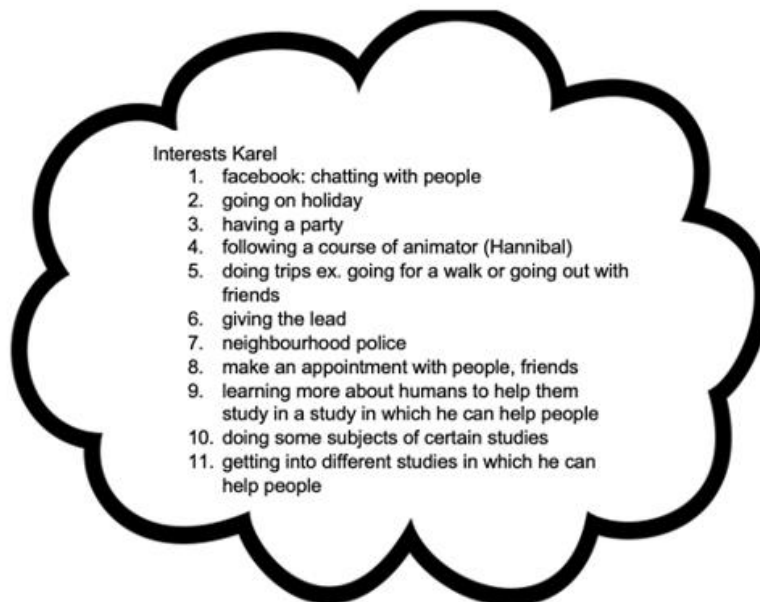 Interests Karel
1. facebook: chatting with people
2. going on holiday
3. having a party
4. following a course of animator (Hannibal)
5. doing trips ex. going for a walk or going out with
friends
6. giving the lead
7. neighbourhood police
8. make an appointment with people, friends
9. learning more about humans to help them
study in a study in which he can help people
10. doing some subjects of certain studies
11. getting into different studies in which he can
help people